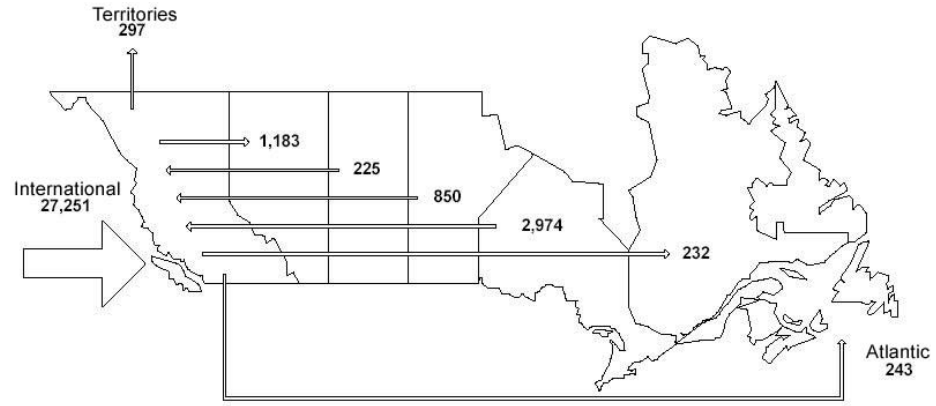 Territories
297
1,183
225
International
27,251
850
2,974
232
Atlantic
243